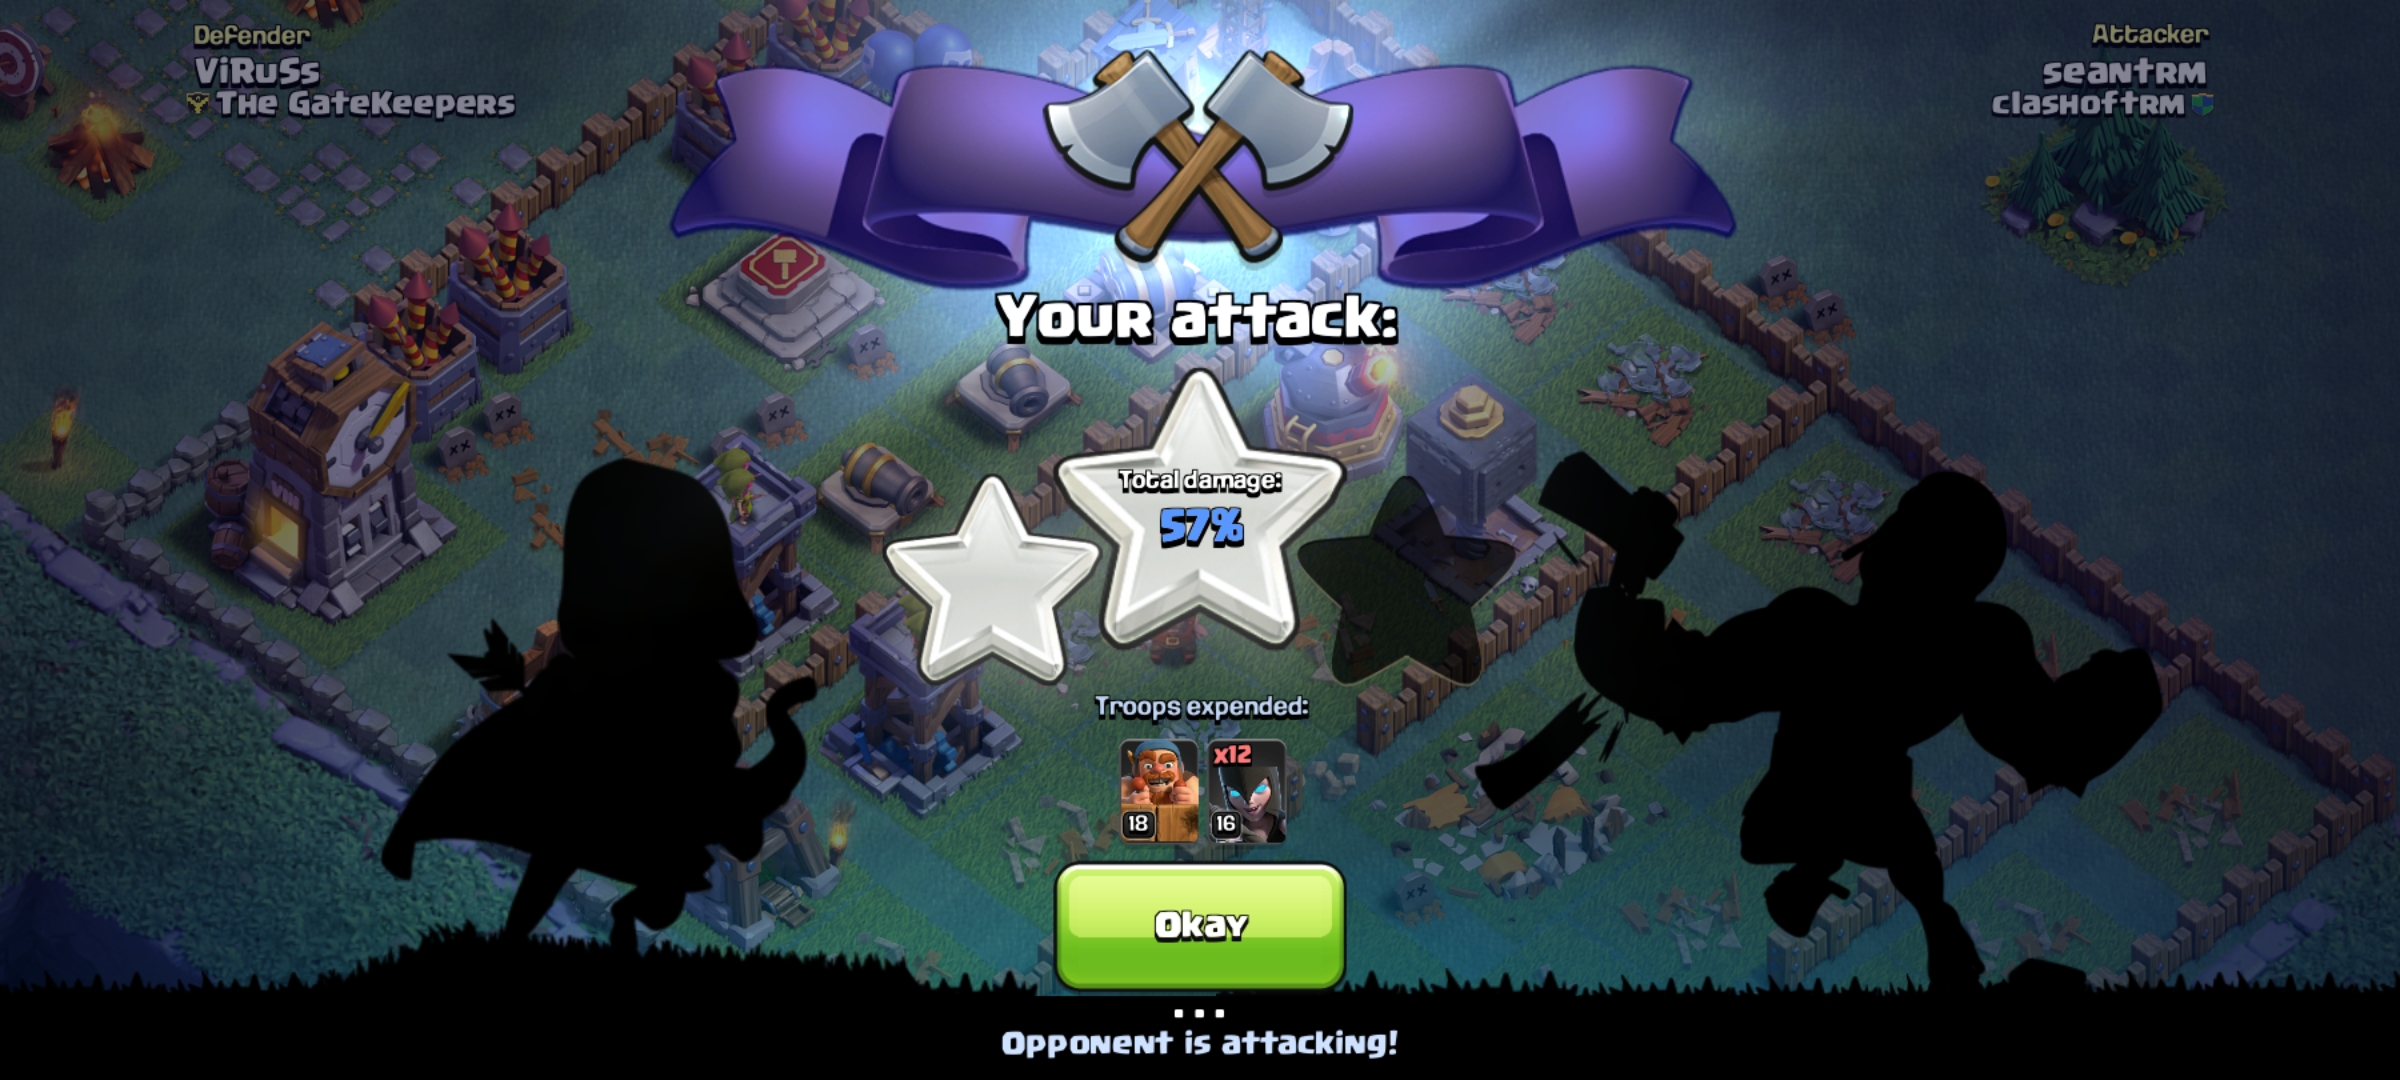 Defender
ViRuSs
The GateKeepers
Attacker
seantRM
clashoftRM
Your attack:
Total damage:
57%
Troops expended:
x12
18
16
Okay
...
Opponent is attacking!